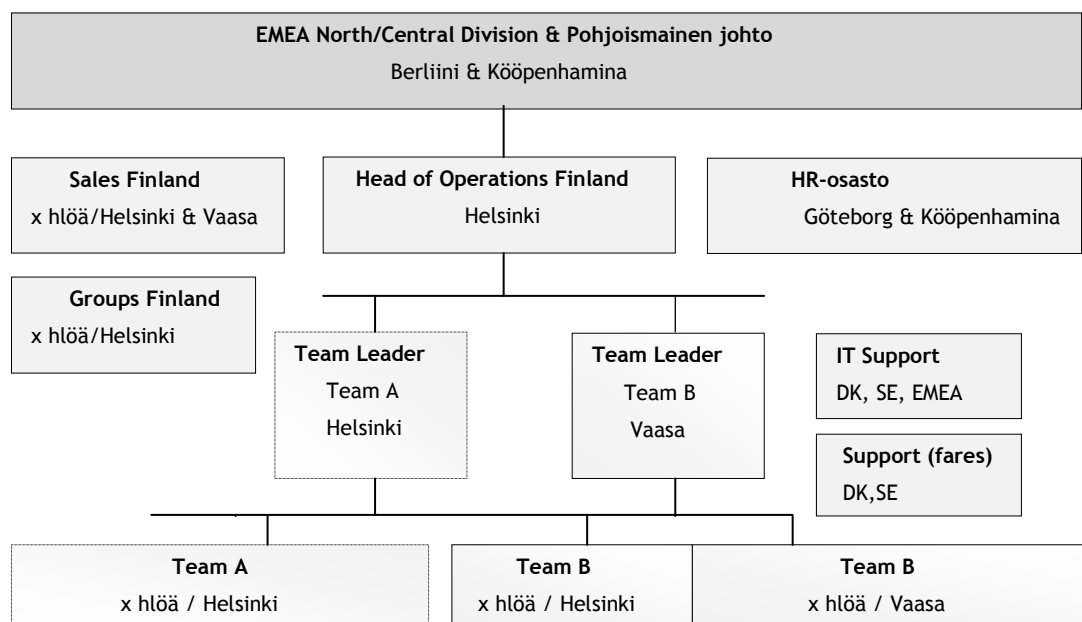 EMEA North/Central Division & Pohjoismainen johto
Berliini & Kööpenhamina
Sales Finland
x hlöä/Helsinki & Vaasa
Head of Operations Finland
Helsinki
HR-osasto
Göteborg & Kööpenhamina
Groups Finland
x hlöä/Helsinki
Team Leader
Team A
Helsinki
Team Leader
Team B
Vaasa
IT Support
DK, SE, EMEA
Support (fares)
DK,SE
Team A
x hlöä / Helsinki
Team B
x hlöä / Helsinki
Team B
x hlöä / Vaasa